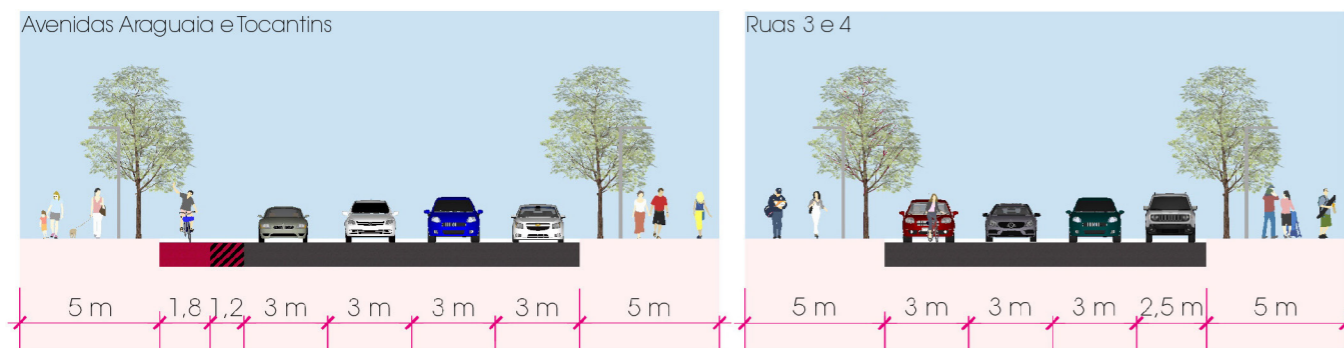 Avenidas Araguaia e Tocantins
5 m 1,8 1,2 3 m 3 m 3 m 3 m 5 m
Ruas 3 e 4
5 m 3 m 3 m 3 m 2,5 m 5 m